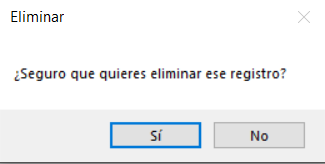 Eliminar
¿Seguro que quieres eliminar ese registro?
Sí
No